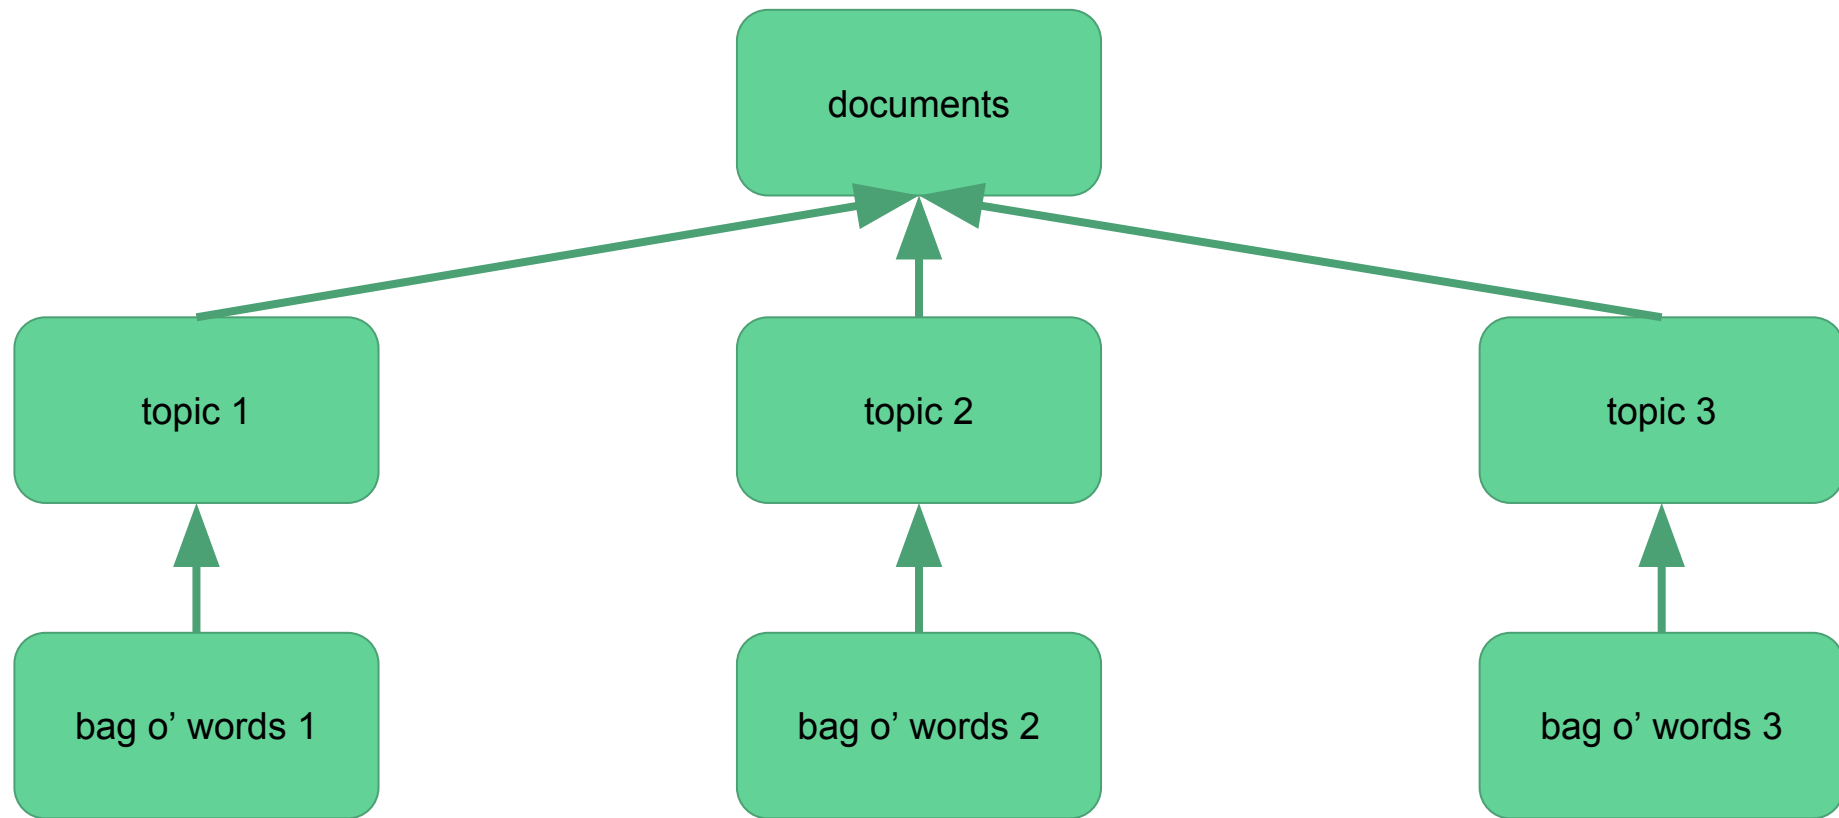 documents
topic 1
topic 2
topic 3
bag o’ words 1
bag o’ words 2
bag o’ words 3